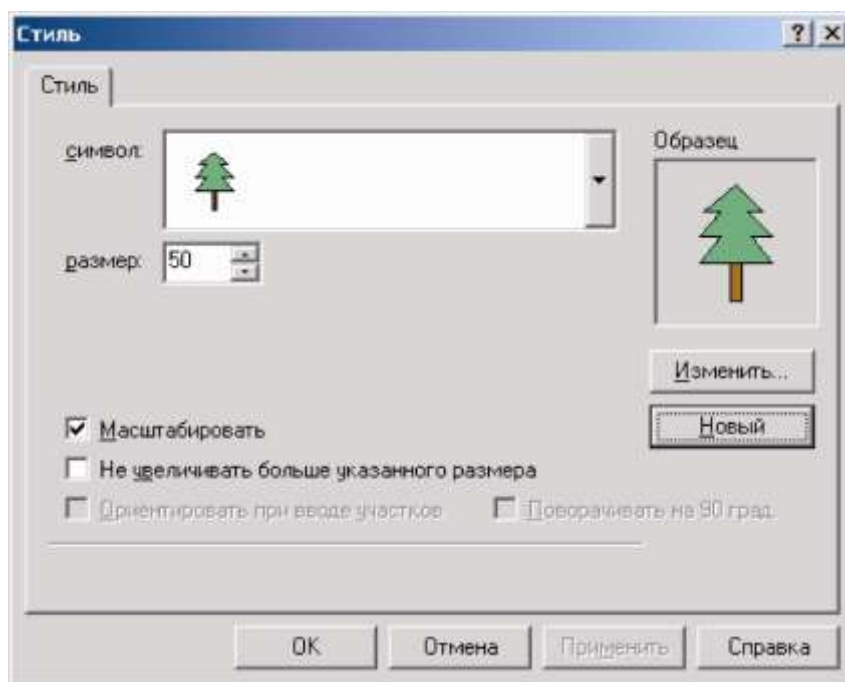 Стиль
Стиль
символ:
Образец
размер:
50
Изменить...
Новый
Масштабировать
Не увеличивать больше указанного размера
Ориентировать при вводе участков
Поворачивать на 90 град.
OK
Отмена
Применить
Справка